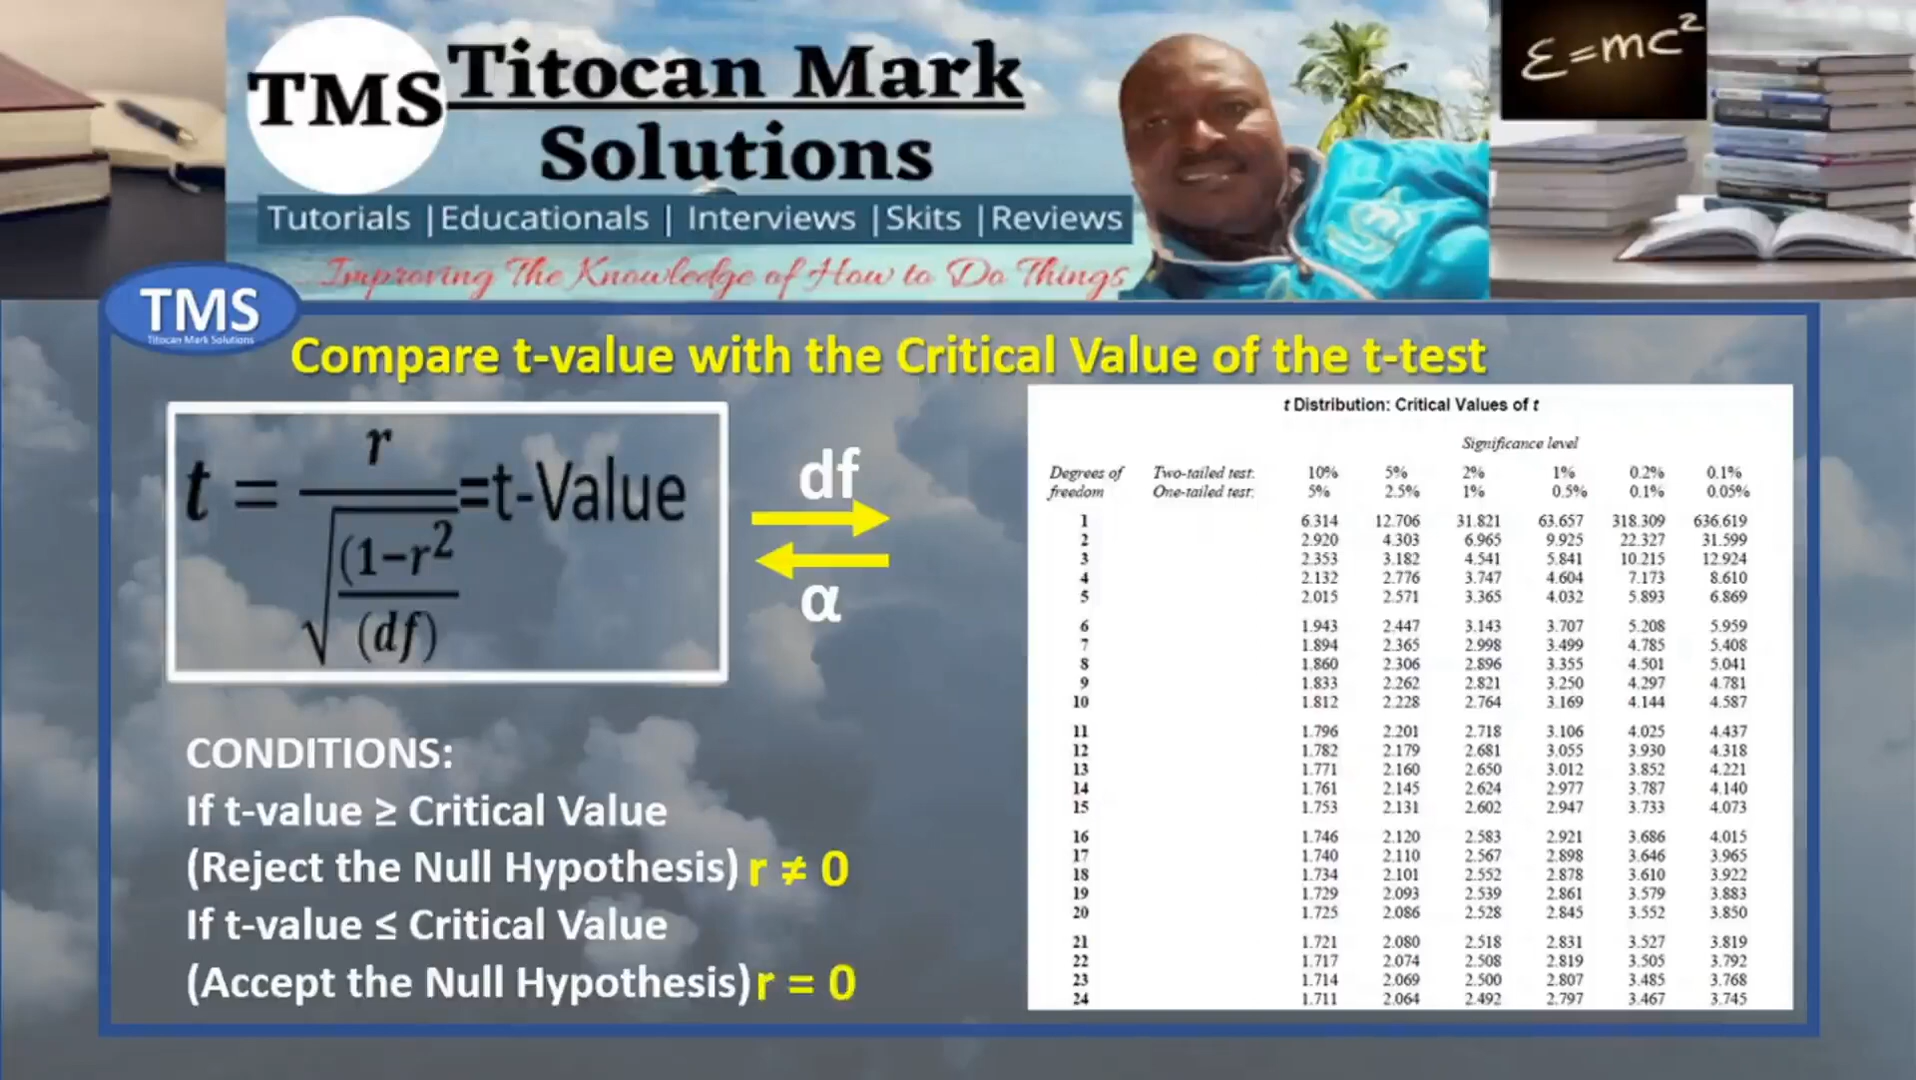 TMS
Titocan Mark
Solutions
Tutorials |Educationals | Interviews |Skits |Reviews
Improving The Knowledge of How to Do Things
Ɛ=mc²
TMS
Titocan Mark Solutions
Compare t-value with the Critical Value of the t-test
t = r / √((1−r² / (df) =t-Value
df
α
CONDITIONS:
If t-value ≥ Critical Value
(Reject the Null Hypothesis) r ≠ 0
If t-value ≤ Critical Value
(Accept the Null Hypothesis) r = 0
t Distribution: Critical Values of t
Significance level
Degrees of Two-tailed test: 10% 5% 2% 1% 0.2% 0.1%
freedom One-tailed test: 5% 2.5% 1% 0.5% 0.1% 0.05%
1 6.314 12.706 31.821 63.657 318.309 636.619
2 2.920 4.303 6.965 9.925 22.327 31.599
3 2.353 3.182 4.541 5.841 10.215 12.924
4 2.132 2.776 3.747 4.604 7.173 8.610
5 2.015 2.571 3.365 4.032 5.893 6.869
6 1.943 2.447 3.143 3.707 5.208 5.959
7 1.894 2.365 2.998 3.499 4.785 5.408
8 1.860 2.306 2.896 3.355 4.501 5.041
9 1.833 2.262 2.821 3.250 4.297 4.781
10 1.812 2.228 2.764 3.169 4.144 4.587
11 1.796 2.201 2.718 3.106 4.025 4.437
12 1.782 2.179 2.681 3.055 3.930 4.318
13 1.771 2.160 2.650 3.012 3.852 4.221
14 1.761 2.145 2.624 2.977 3.787 4.140
15 1.753 2.131 2.602 2.947 3.733 4.073
16 1.746 2.120 2.583 2.921 3.686 4.015
17 1.740 2.110 2.567 2.898 3.646 3.965
18 1.734 2.101 2.552 2.878 3.610 3.922
19 1.729 2.093 2.539 2.861 3.579 3.883
20 1.725 2.086 2.528 2.845 3.552 3.850
21 1.721 2.080 2.518 2.831 3.527 3.819
22 1.717 2.074 2.508 2.819 3.505 3.792
23 1.714 2.069 2.500 2.807 3.485 3.768
24 1.711 2.064 2.492 2.797 3.467 3.745